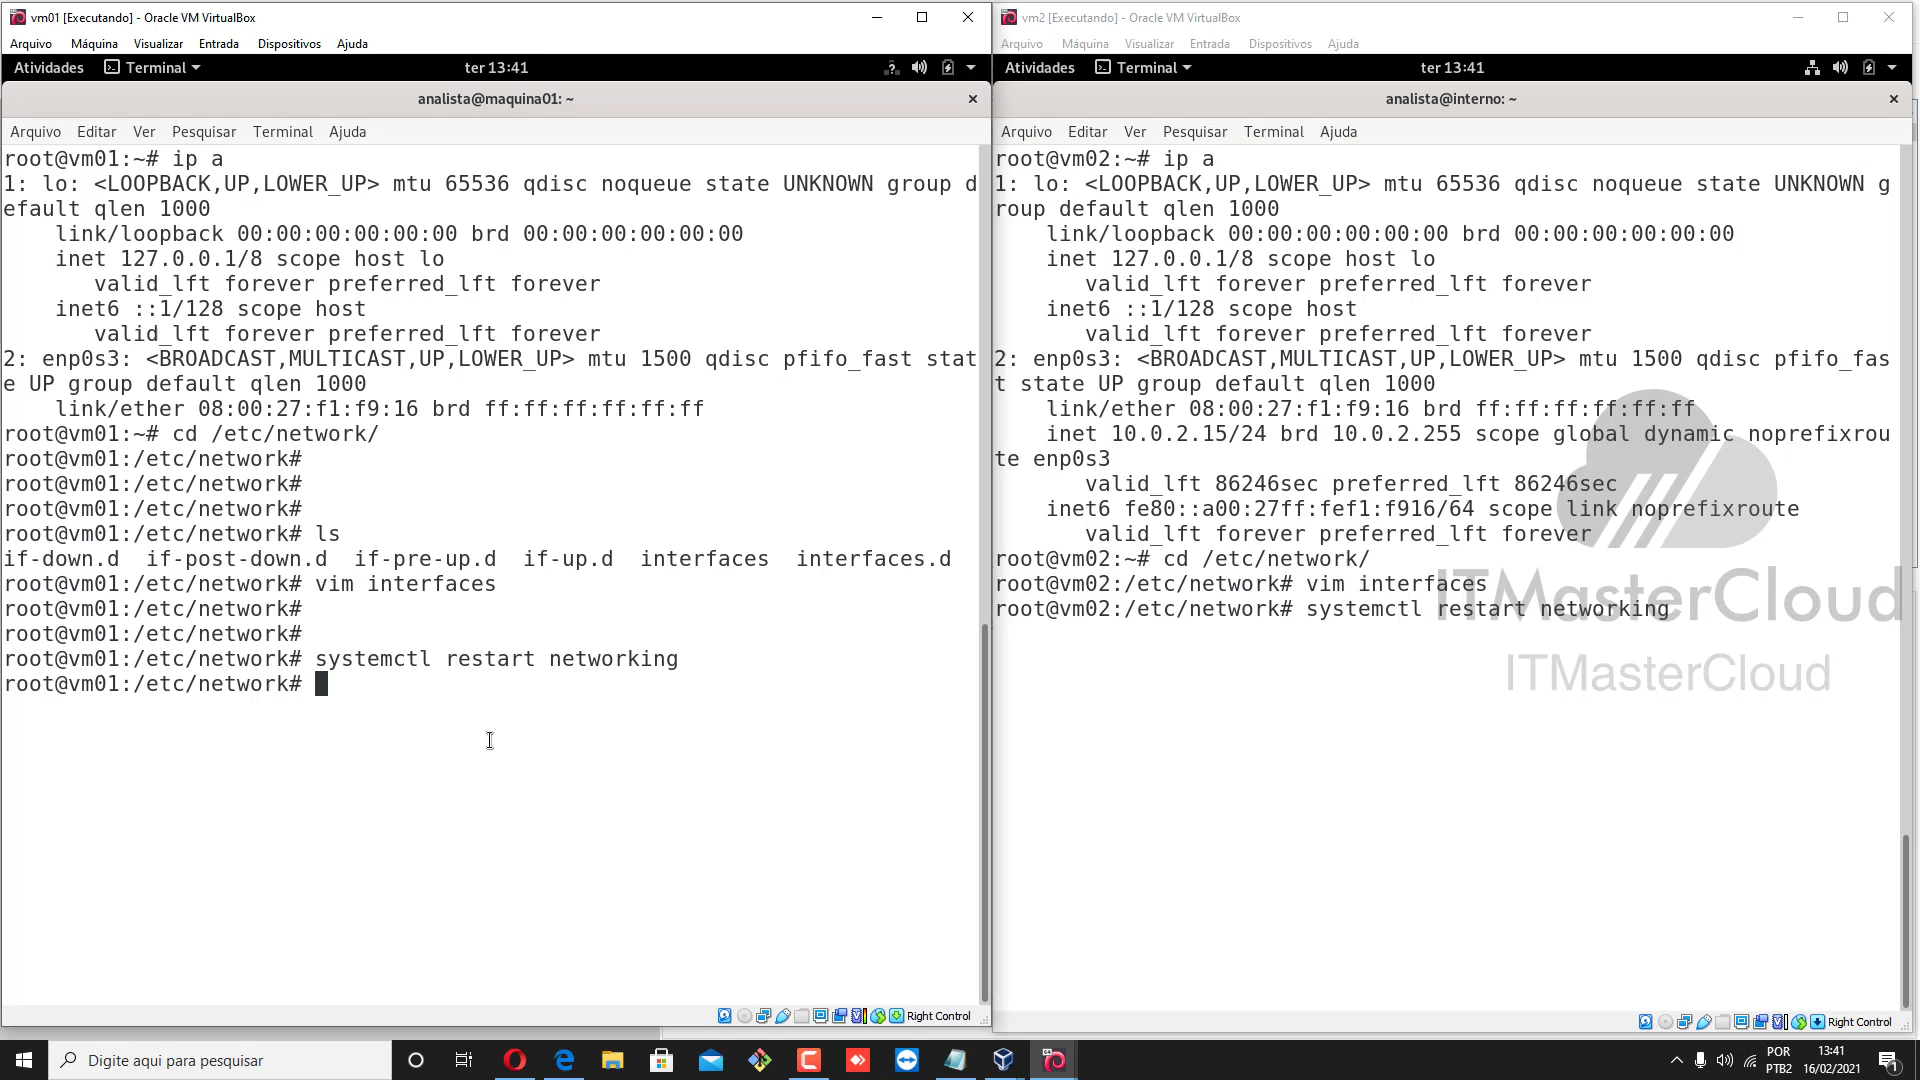 vm01 [Executando] - Oracle VM VirtualBox
Arquivo Máquina Visualizar Entrada Dispositivos Ajuda
Atividades Terminal ter 13:41
analista@maquina01: ~
Arquivo Editar Ver Pesquisar Terminal Ajuda
root@vm01:~# ip a
1: lo: <LOOPBACK,UP,LOWER_UP> mtu 65536 qdisc noqueue state UNKNOWN group d
efault qlen 1000
link/loopback 00:00:00:00:00:00 brd 00:00:00:00:00:00
inet 127.0.0.1/8 scope host lo
valid_lft forever preferred_lft forever
inet6 ::1/128 scope host
valid_lft forever preferred_lft forever
2: enp0s3: <BROADCAST,MULTICAST,UP,LOWER_UP> mtu 1500 qdisc pfifo_fast stat
e UP group default qlen 1000
link/ether 08:00:27:f1:f9:16 brd ff:ff:ff:ff:ff:ff
root@vm01:~# cd /etc/network/
root@vm01:/etc/network#
root@vm01:/etc/network#
root@vm01:/etc/network#
root@vm01:/etc/network# ls
if-down.d if-post-down.d if-pre-up.d if-up.d interfaces interfaces.d
root@vm01:/etc/network# vim interfaces
root@vm01:/etc/network#
root@vm01:/etc/network#
root@vm01:/etc/network# systemctl restart networking
root@vm01:/etc/network#
Right Control
vm2 [Executando] - Oracle VM VirtualBox
Arquivo Máquina Visualizar Entrada Dispositivos Ajuda
Atividades Terminal ter 13:41
analista@interno: ~
Arquivo Editar Ver Pesquisar Terminal Ajuda
root@vm02:~# ip a
1: lo: <LOOPBACK,UP,LOWER_UP> mtu 65536 qdisc noqueue state UNKNOWN g
roup default qlen 1000
link/loopback 00:00:00:00:00:00 brd 00:00:00:00:00:00
inet 127.0.0.1/8 scope host lo
valid_lft forever preferred_lft forever
inet6 ::1/128 scope host
valid_lft forever preferred_lft forever
2: enp0s3: <BROADCAST,MULTICAST,UP,LOWER_UP> mtu 1500 qdisc pfifo_fas
t state UP group default qlen 1000
link/ether 08:00:27:f1:f9:16 brd ff:ff:ff:ff:ff:ff
inet 10.0.2.15/24 brd 10.0.2.255 scope global dynamic noprefixrou
te enp0s3
valid_lft 86246sec preferred_lft 86246sec
inet6 fe80::a00:27ff:fef1:f916/64 scope link noprefixroute
valid_lft forever preferred_lft forever
root@vm02:~# cd /etc/network/
root@vm02:/etc/network# vim interfaces
root@vm02:/etc/network# systemctl restart networking
ITMasterCloud
ITMasterCloud
Right Control
Digite aqui para pesquisar
POR
PTB2
13:41
16/02/2021
1